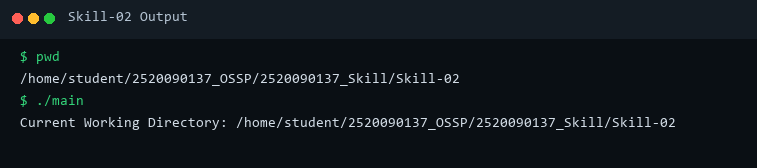 Skill-02 Output
$ pwd
/home/student/2520090137_OSSP/2520090137_Skill/Skill-02
$ ./main
Current Working Directory: /home/student/2520090137_OSSP/2520090137_Skill/Skill-02